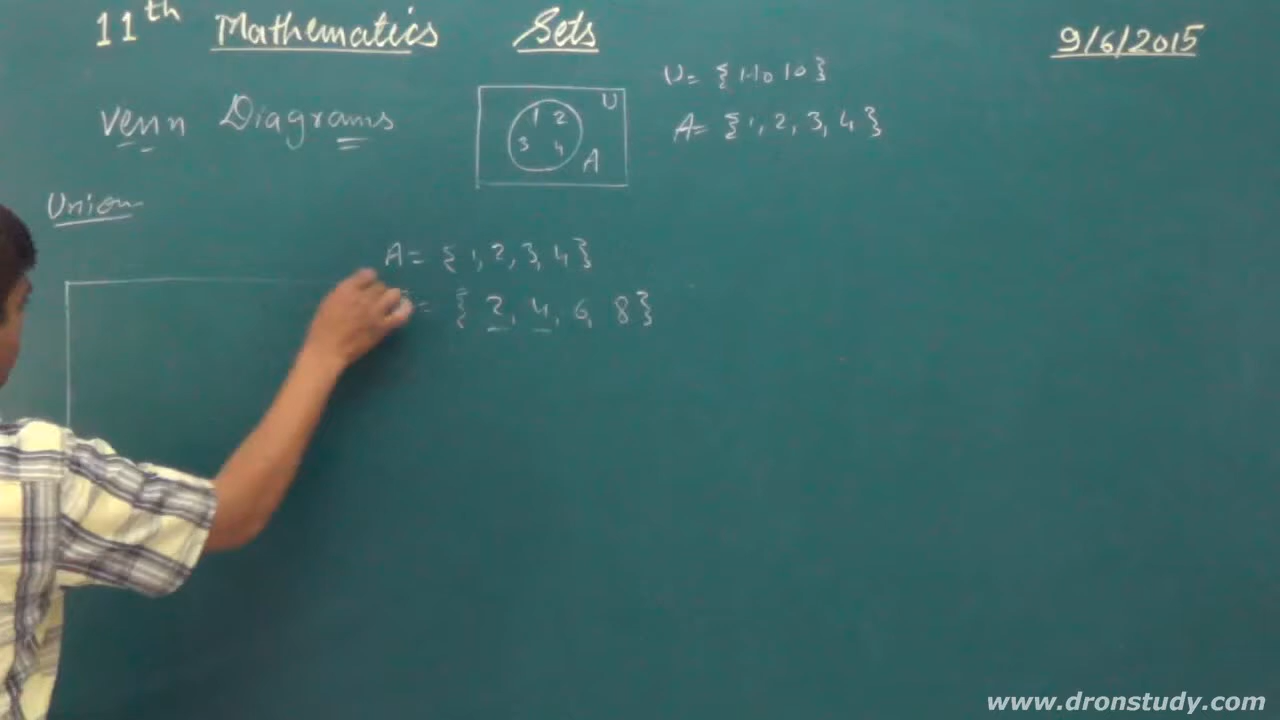 11th Mathematics Sets 9/6/2015
Venn Diagrams
U
1 2
3 4
A
U = {1 to 10}
A = {1, 2, 3, 4}
Union
A = {1, 2, 3, 4}
= {2, 4, 6, 8}
www.dronstudy.com